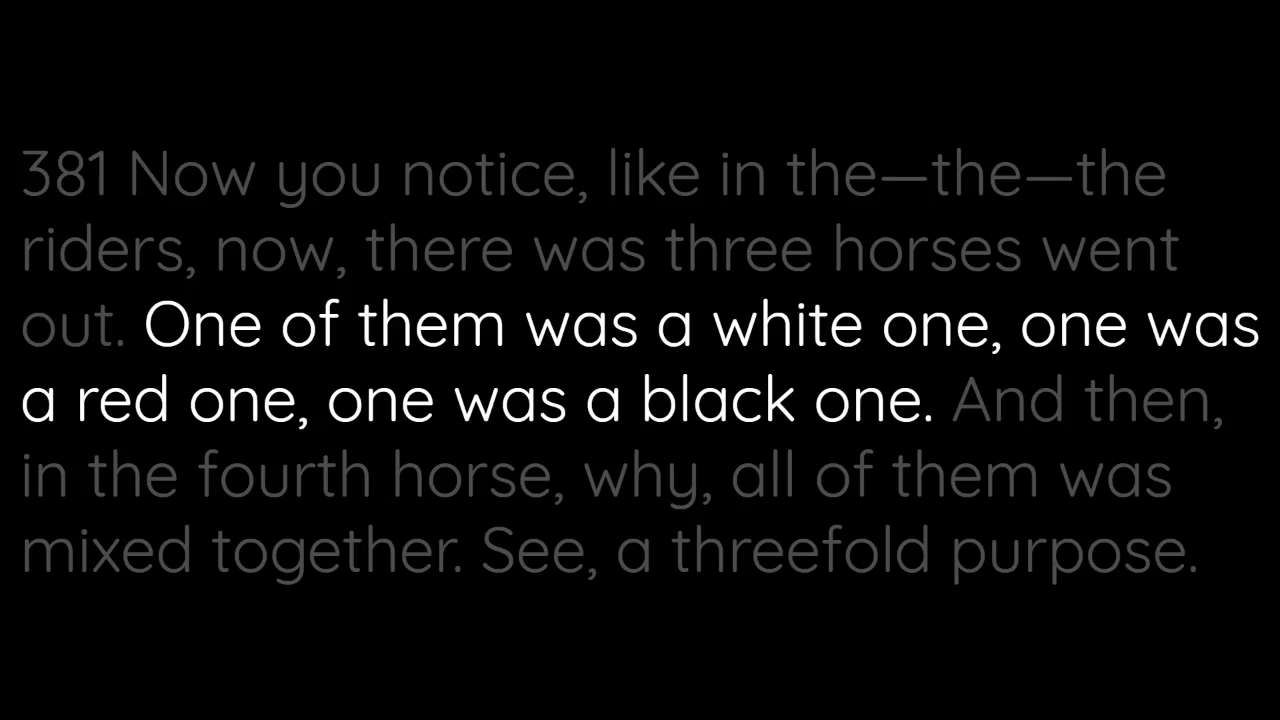 381 Now you notice, like in the—the—the
riders, now, there was three horses went
out. One of them was a white one, one was
a red one, one was a black one. And then,
in the fourth horse, why, all of them was
mixed together. See, a threefold purpose.